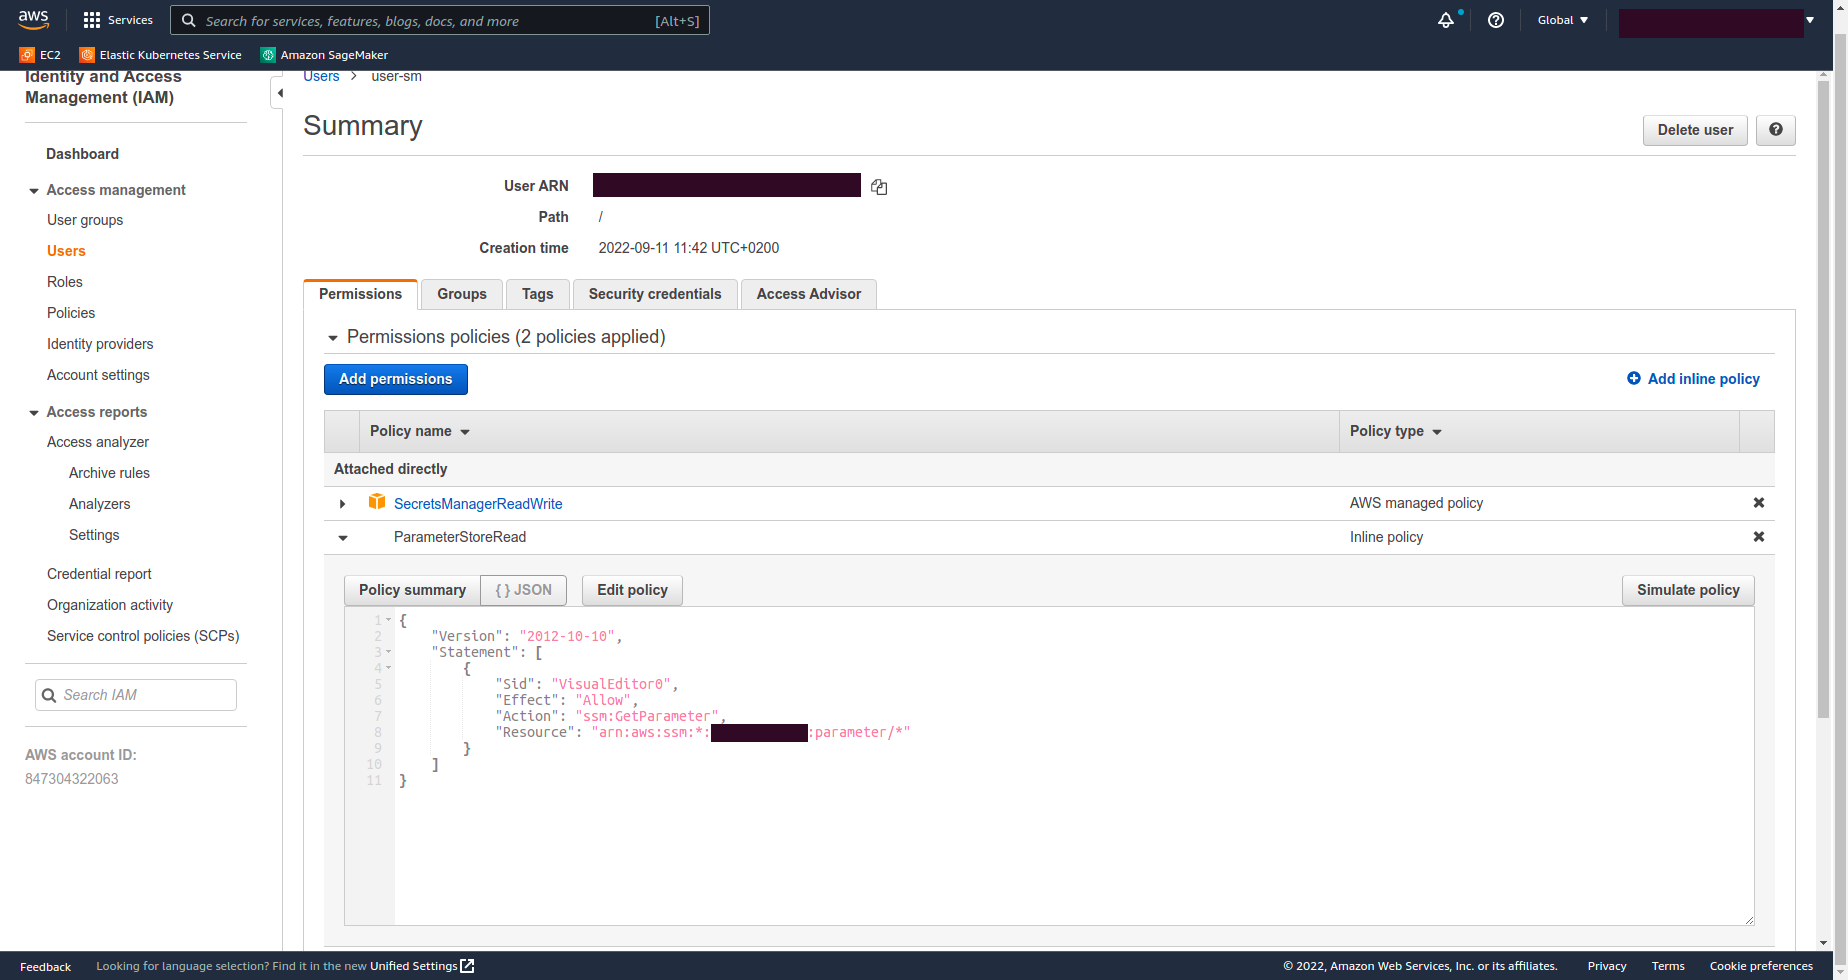 aws
Services
Search for services, features, blogs, docs, and more
[Alt+S]
Global
EC2
Elastic Kubernetes Service
Amazon SageMaker
Identity and Access
Management (IAM)
Dashboard
Access management
User groups
Users
Roles
Policies
Identity providers
Account settings
Access reports
Access analyzer
Archive rules
Analyzers
Settings
Credential report
Organization activity
Service control policies (SCPs)
Search IAM
AWS account ID:
847304322063
Users > user-sm
Summary
Delete user
User ARN
Path /
Creation time 2022-09-11 11:42 UTC+0200
Permissions
Groups
Tags
Security credentials
Access Advisor
Permissions policies (2 policies applied)
Add permissions
Add inline policy
Policy name
Policy type
Attached directly
SecretsManagerReadWrite
AWS managed policy
ParameterStoreRead
Inline policy
Policy summary
{ } JSON
Edit policy
Simulate policy
1 {
2 "Version": "2012-10-10",
3 "Statement": [
4 {
5 "Sid": "VisualEditor0",
6 "Effect": "Allow",
7 "Action": "ssm:GetParameter",
8 "Resource": "arn:aws:ssm:*: :parameter/*"
9 }
10 ]
11 }
Feedback
Looking for language selection? Find it in the new Unified Settings
© 2022, Amazon Web Services, Inc. or its affiliates.
Privacy
Terms
Cookie preferences